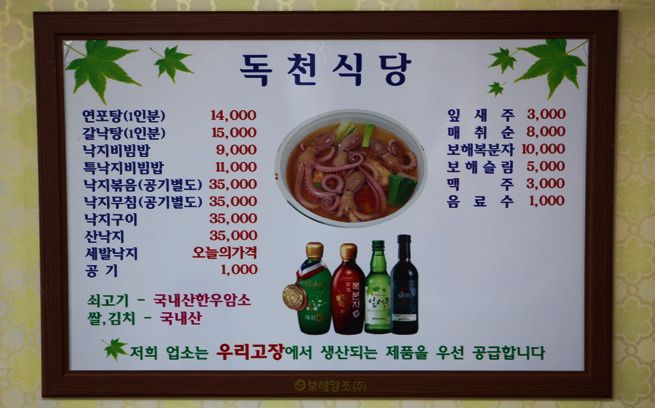 독천식당
연포탕(1인분) 14,000
갈낙탕(1인분) 15,000
낙지비빔밥 9,000
특낙지비빔밥 11,000
낙지볶음(공기별도) 35,000
낙지무침(공기별도) 35,000
낙지구이 35,000
산낙지 35,000
세발낙지 오늘의가격
공기 1,000
잎새주 3,000
매취순 8,000
보해복분자 10,000
보해슬림 5,000
맥주 3,000
음료수 1,000
쇠고기 - 국내산한우암소
쌀,김치 - 국내산
복분자
잎새주
저희 업소는 우리고장에서 생산되는 제품을 우선 공급합니다
보해양조(주)